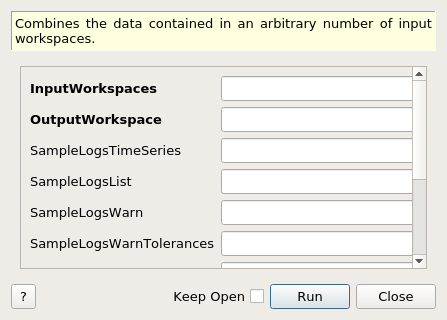 Combines the data contained in an arbitrary number of input
workspaces.
InputWorkspaces
OutputWorkspace
SampleLogsTimeSeries
SampleLogsList
SampleLogsWarn
SampleLogsWarnTolerances
? Keep Open Run Close